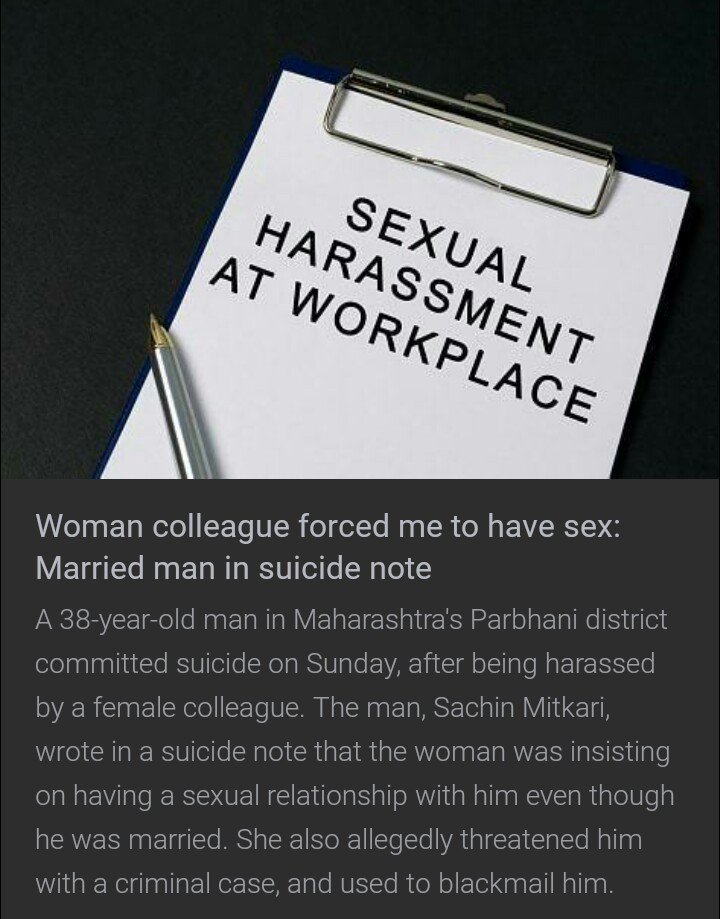 SEXUAL
HARASSMENT
AT WORKPLACE
Woman colleague forced me to have sex:
Married man in suicide note
A 38-year-old man in Maharashtra's Parbhani district
committed suicide on Sunday, after being harassed
by a female colleague. The man, Sachin Mitkari,
wrote in a suicide note that the woman was insisting
on having a sexual relationship with him even though
he was married. She also allegedly threatened him
with a criminal case, and used to blackmail him.